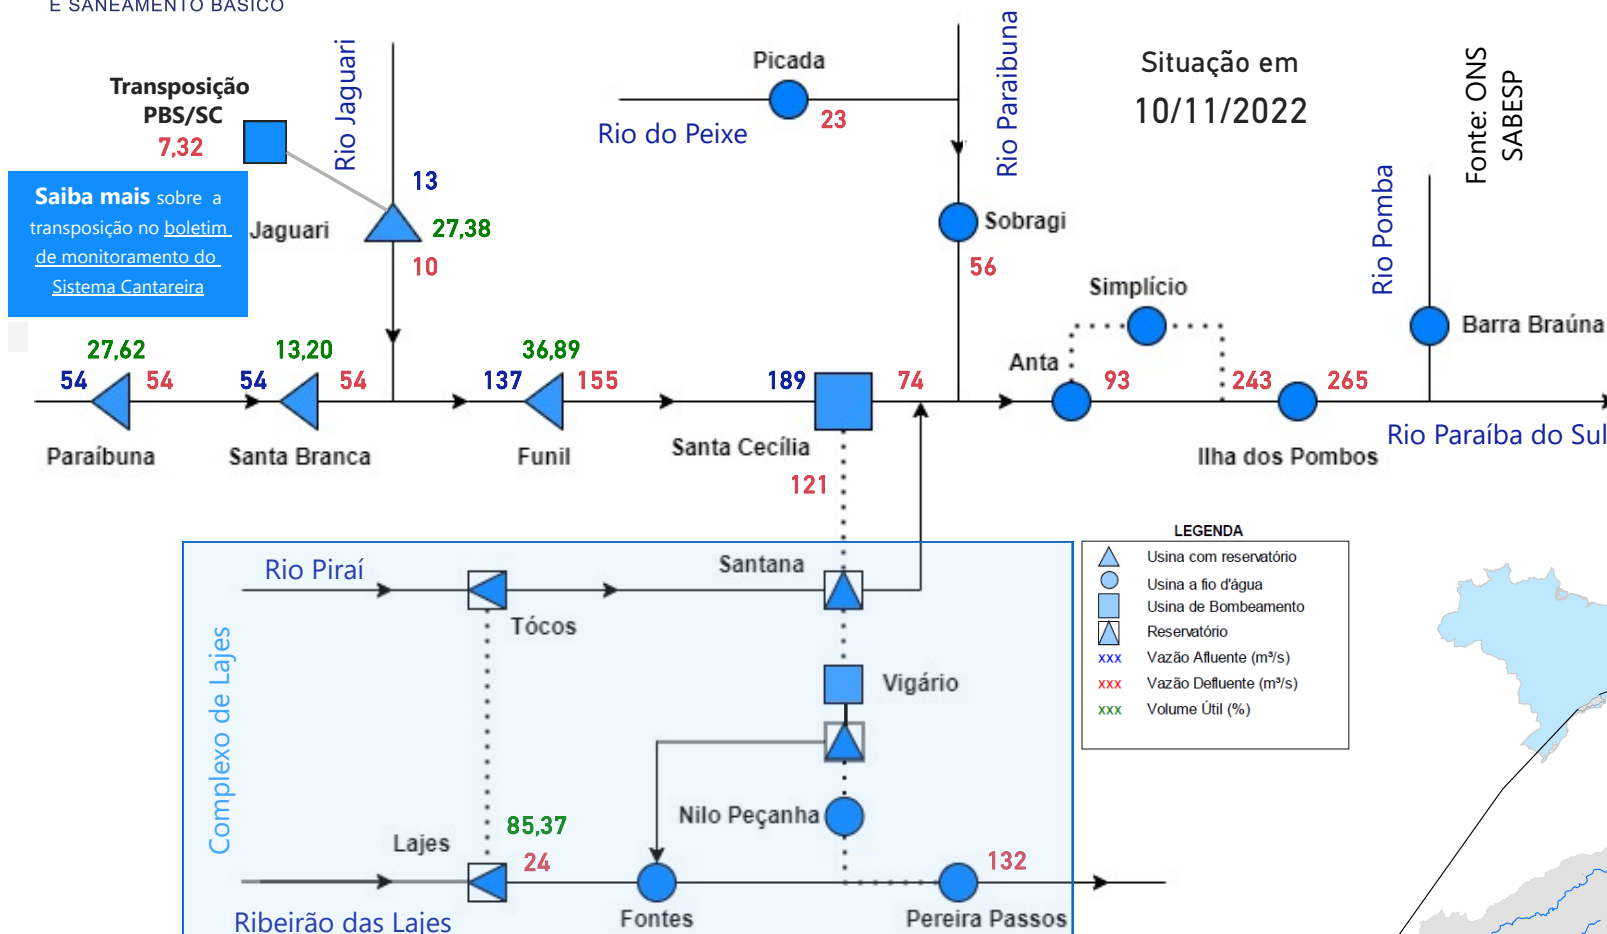 E SANEAMENTO BÁSICO
Transposição
PBS/SC
7,32
Rio Jaguari
Saiba mais sobre a
transposição no boletim
de monitoramento do
Sistema Cantareira
13
Jaguari
27,38
10
Picada
23
Rio do Peixe
Rio Paraibuna
Sobragi
56
Situação em
10/11/2022
Fonte: ONS
SABESP
Rio Pomba
Barra Braúna
Simplício
Anta
93
243
265
Ilha dos Pombos
Rio Paraíba do Sul
27,62
54
54
Paraíbuna
13,20
54
54
Santa Branca
36,89
137
155
Funil
189
74
Santa Cecília
121
Complexo de Lajes
Rio Piraí
Tócos
Santana
Vigário
Nilo Peçanha
Lajes
85,37
24
Ribeirão das Lajes
Fontes
132
Pereira Passos
LEGENDA
Usina com reservatório
Usina a fio d'água
Usina de Bombeamento
Reservatório
xxx Vazão Afluente (m³/s)
xxx Vazão Defluente (m³/s)
xxx Volume Útil (%)